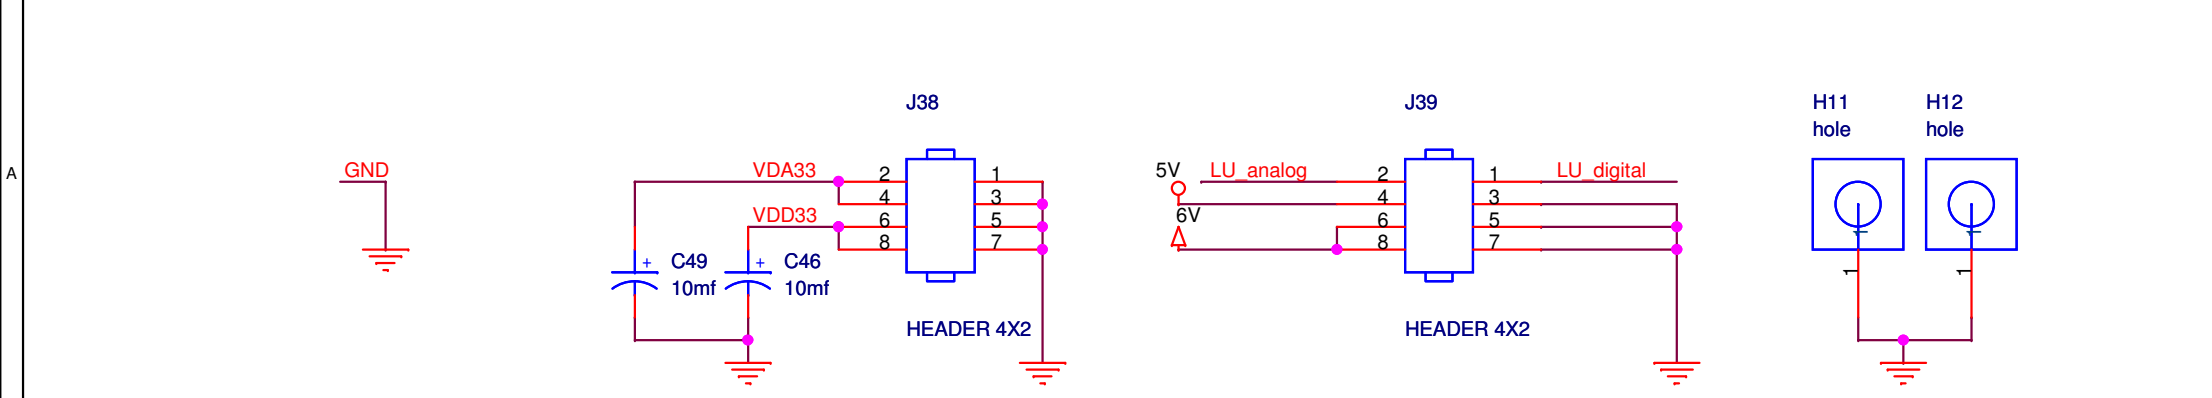 J38
J39
H11
H12
hole
hole
A
GND
VDA33
2
1
5V
LU_analog
2
1
LU_digital
4
3
4
3
VDD33
6
5
6V
6
5
8
7
8
7
1
1
+
C49
+
C46
10mf
10mf
1
1
HEADER 4X2
HEADER 4X2